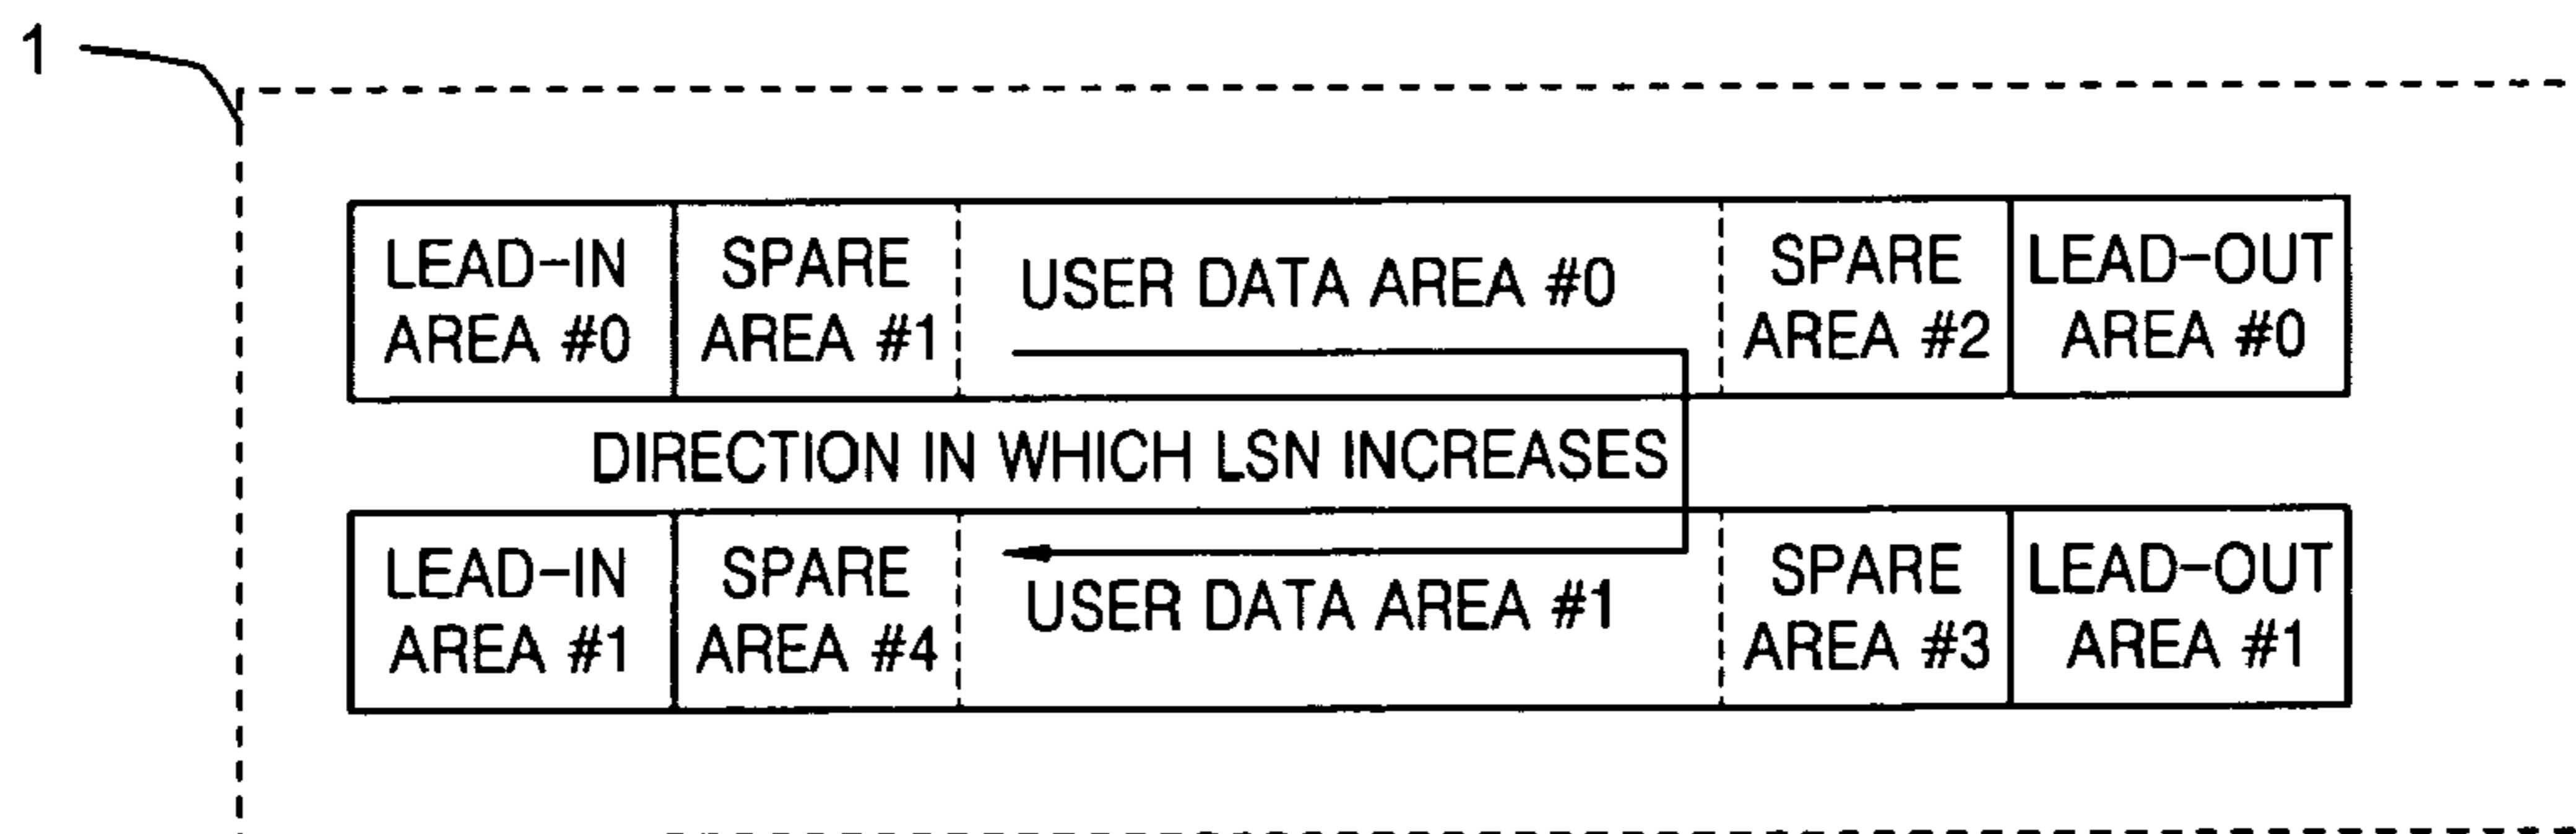 1
LEAD-IN
AREA #0
SPARE
AREA #1
USER DATA AREA #0
SPARE
AREA #2
LEAD-OUT
AREA #0
DIRECTION IN WHICH LSN INCREASES
LEAD-IN
AREA #1
SPARE
AREA #4
USER DATA AREA #1
SPARE
AREA #3
LEAD-OUT
AREA #1